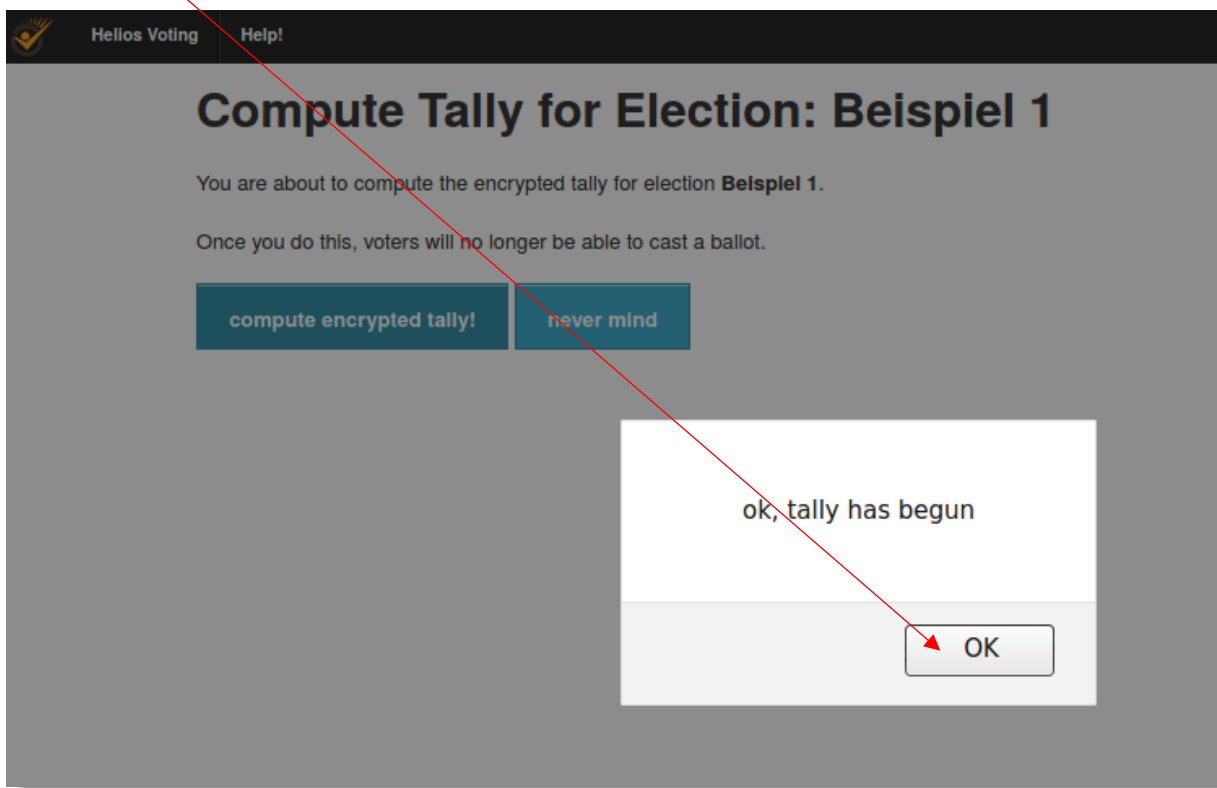 Helios Voting Help!
Compute Tally for Election: Beispiel 1
You are about to compute the encrypted tally for election Beispiel 1.
Once you do this, voters will no longer be able to cast a ballot.
compute encrypted tally! never mind
ok, tally has begun
OK